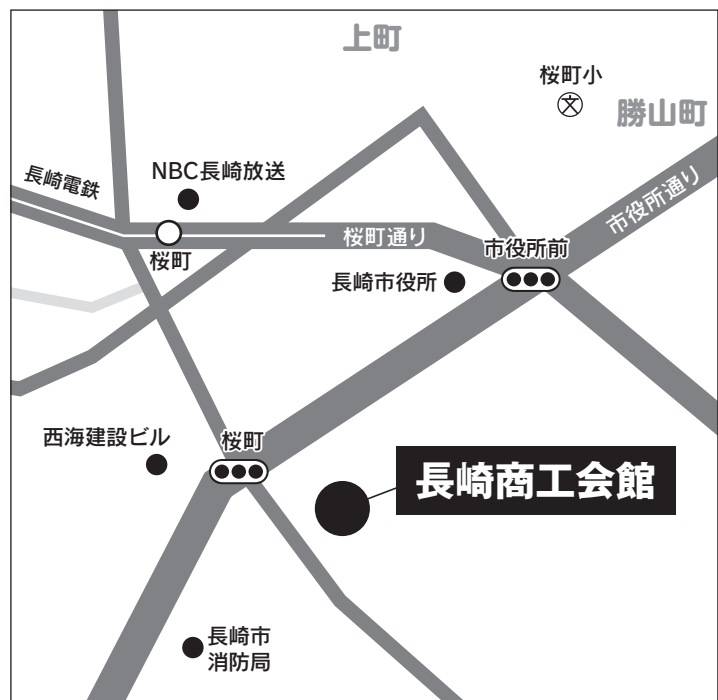 上町
桜町小
勝山町
NBC長崎放送
長崎電鉄
市役所通り
桜町通り
市役所前
桜町
長崎市役所
西海建設ビル
桜町
長崎商工会館
長崎市
消防局